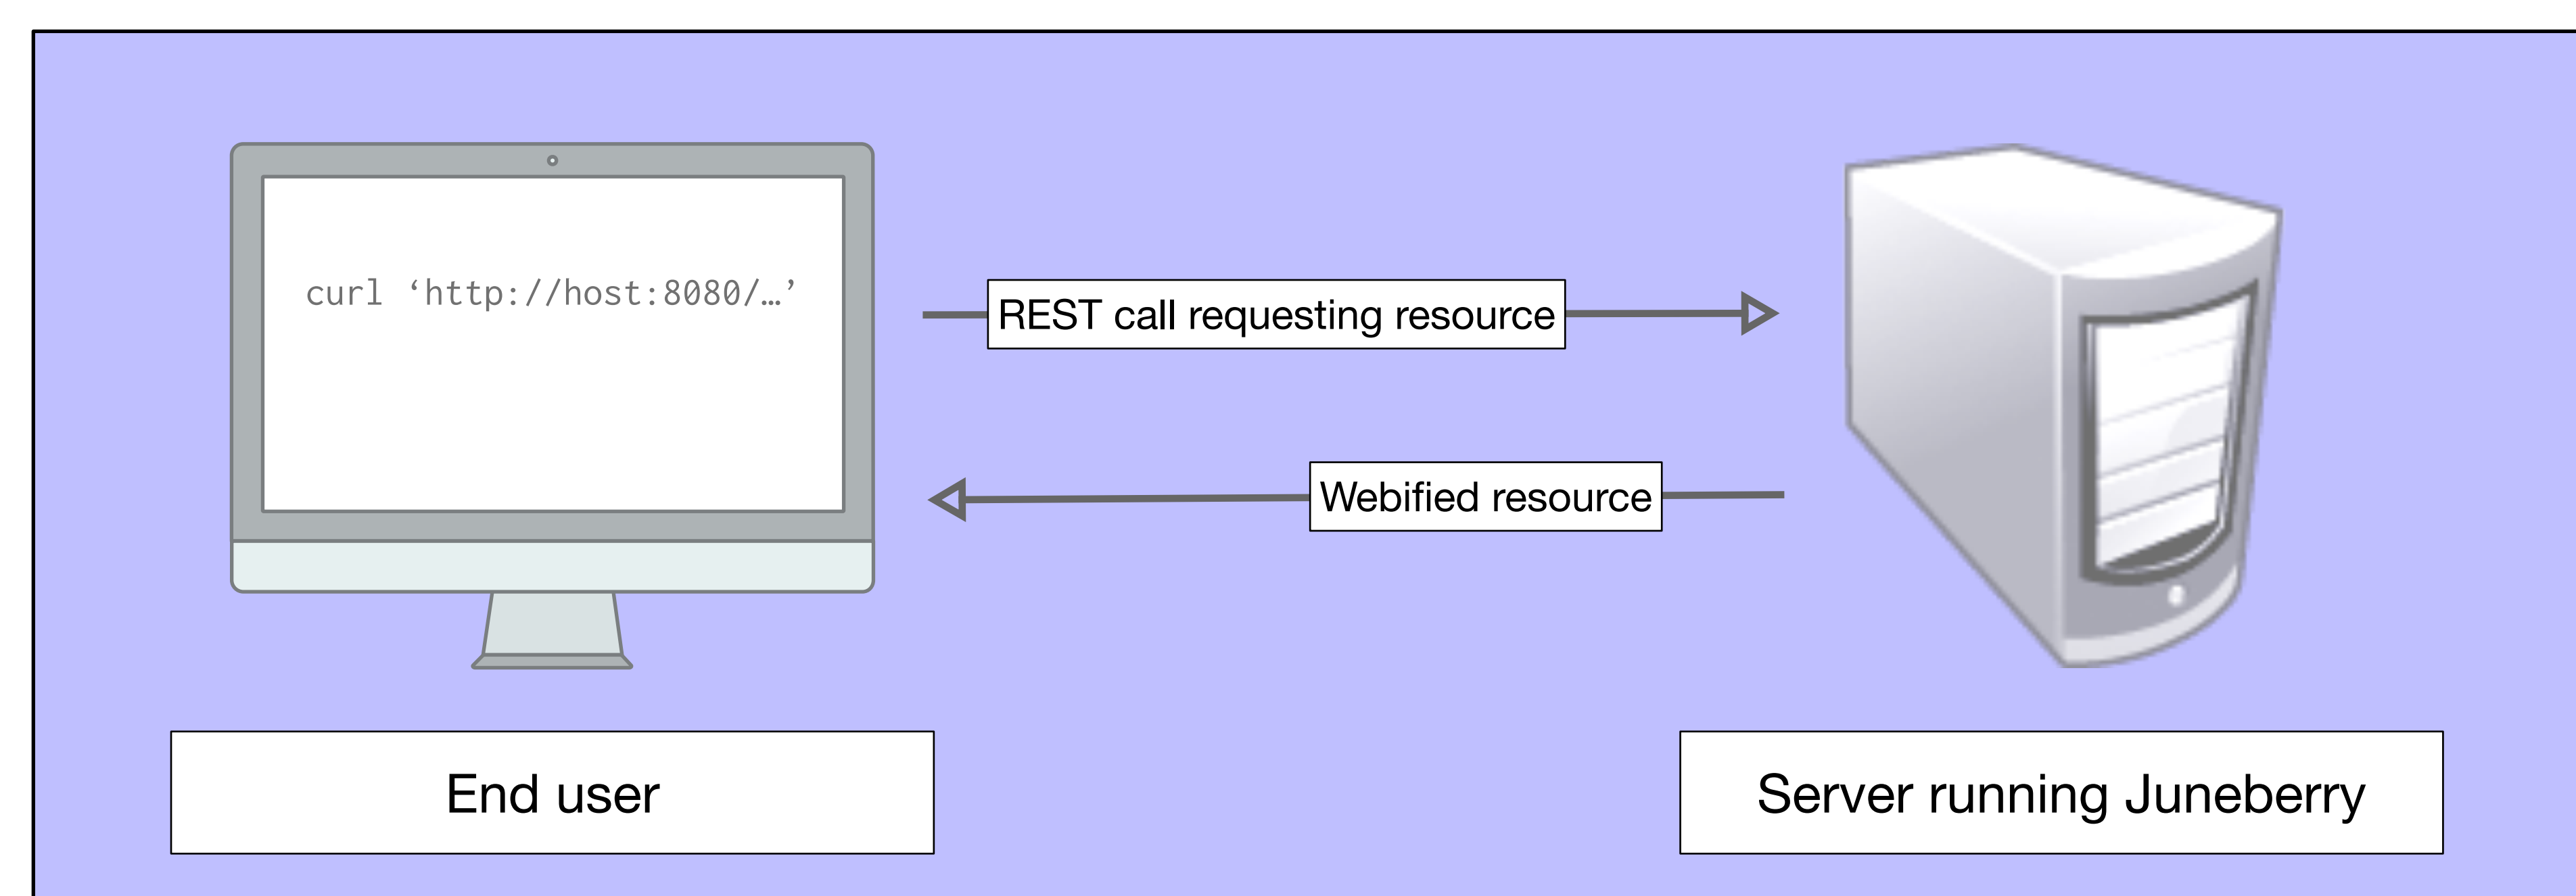 curl ‘http://host:8080/…’
REST call requesting resource
Webified resource
End user
Server running Juneberry